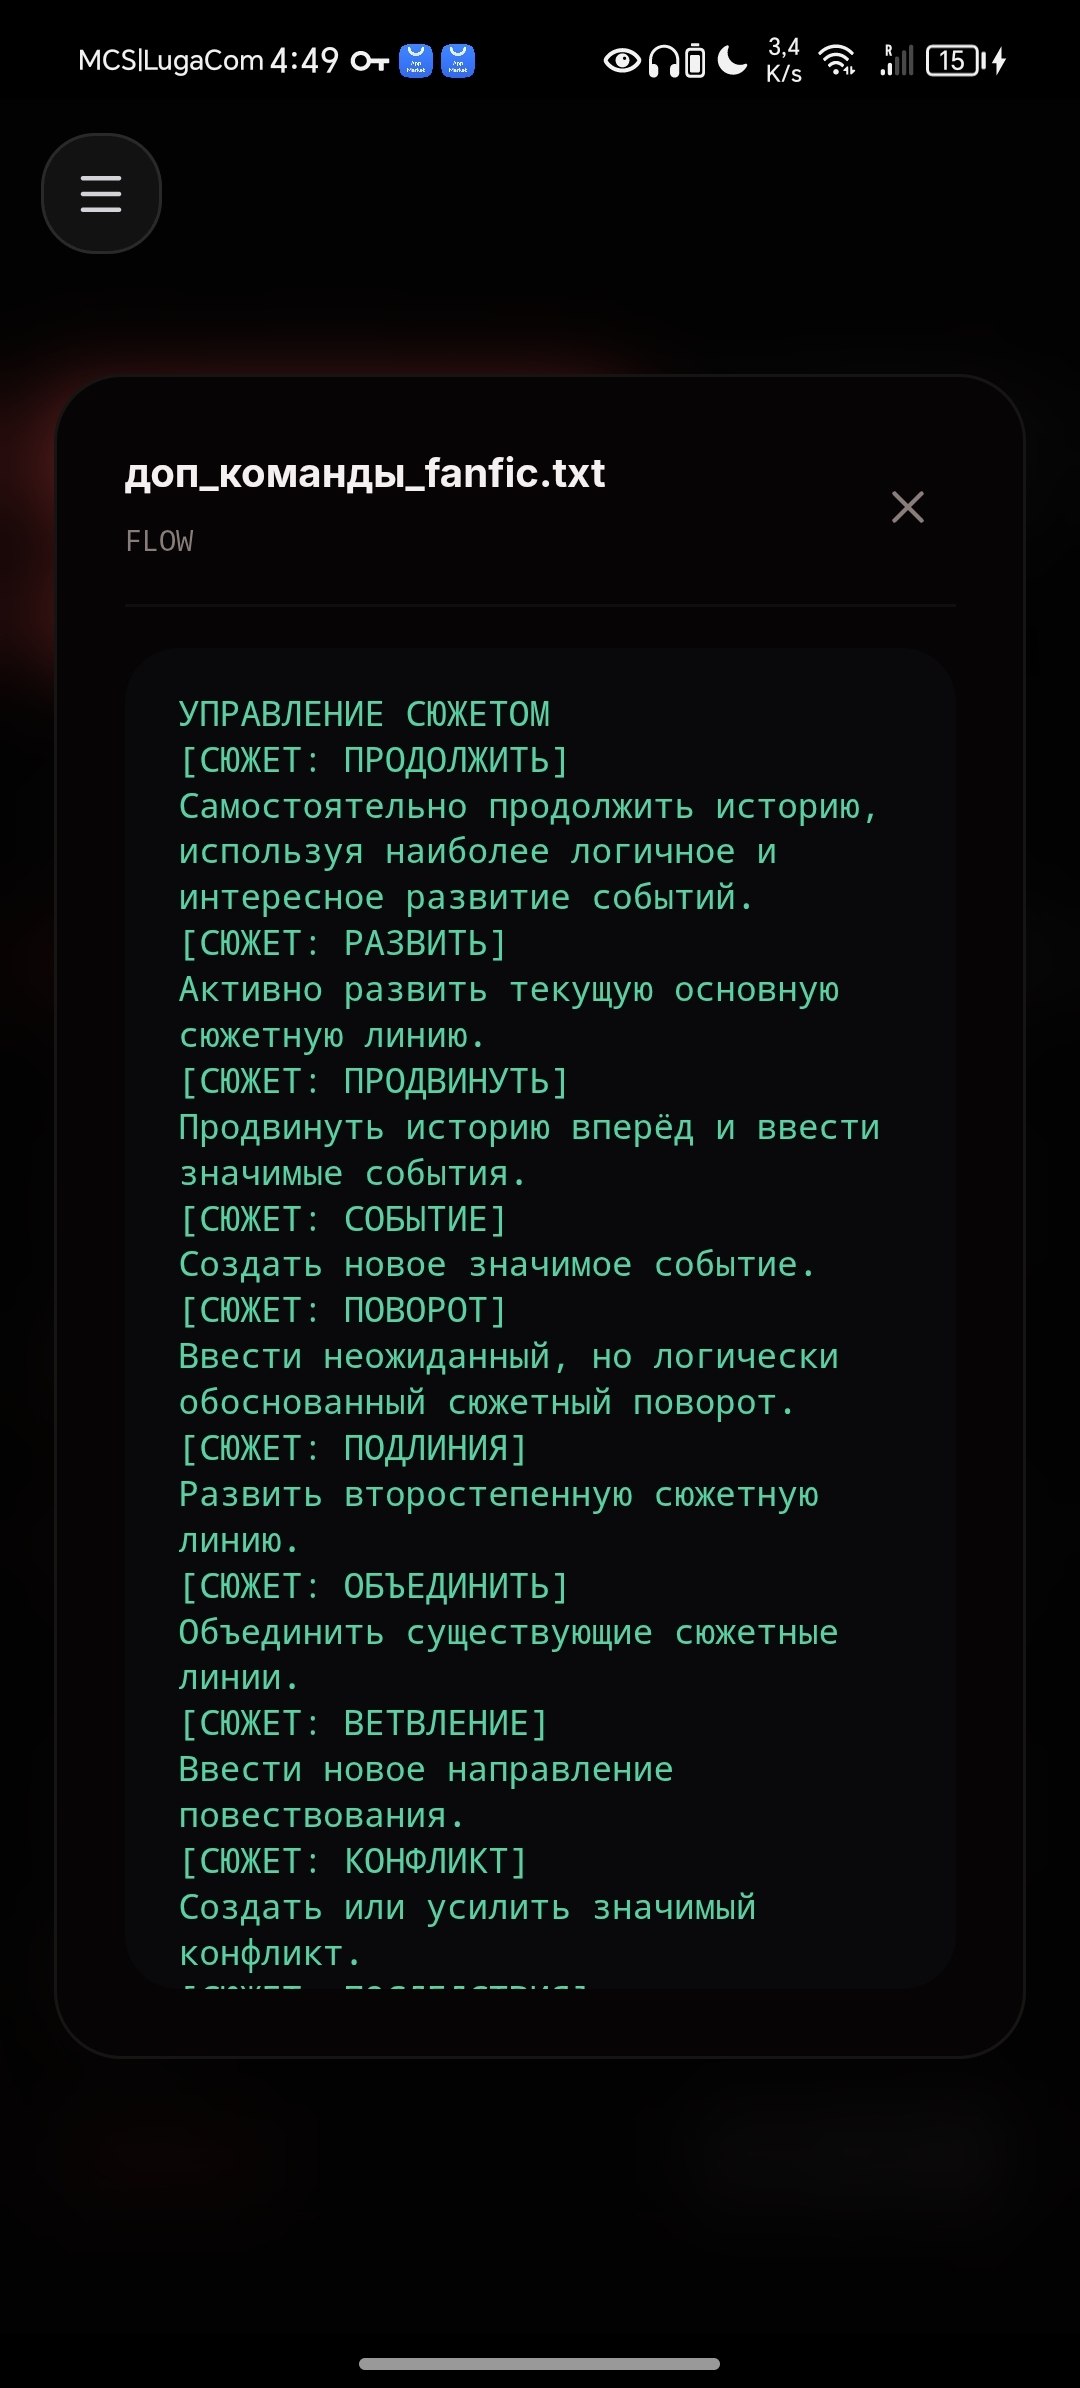 MCS|LugaCom 4:49 3,4 K/s R 15
App Market App Market
доп_команды_fanfic.txt
FLOW
УПРАВЛЕНИЕ СЮЖЕТОМ
[СЮЖЕТ: ПРОДОЛЖИТЬ]
Самостоятельно продолжить историю,
используя наиболее логичное и
интересное развитие событий.
[СЮЖЕТ: РАЗВИТЬ]
Активно развить текущую основную
сюжетную линию.
[СЮЖЕТ: ПРОДВИНУТЬ]
Продвинуть историю вперёд и ввести
значимые события.
[СЮЖЕТ: СОБЫТИЕ]
Создать новое значимое событие.
[СЮЖЕТ: ПОВОРОТ]
Ввести неожиданный, но логически
обоснованный сюжетный поворот.
[СЮЖЕТ: ПОДЛИНИЯ]
Развить второстепенную сюжетную
линию.
[СЮЖЕТ: ОБЪЕДИНИТЬ]
Объединить существующие сюжетные
линии.
[СЮЖЕТ: ВЕТВЛЕНИЕ]
Ввести новое направление
повествования.
[СЮЖЕТ: КОНФЛИКТ]
Создать или усилить значимый
конфликт.